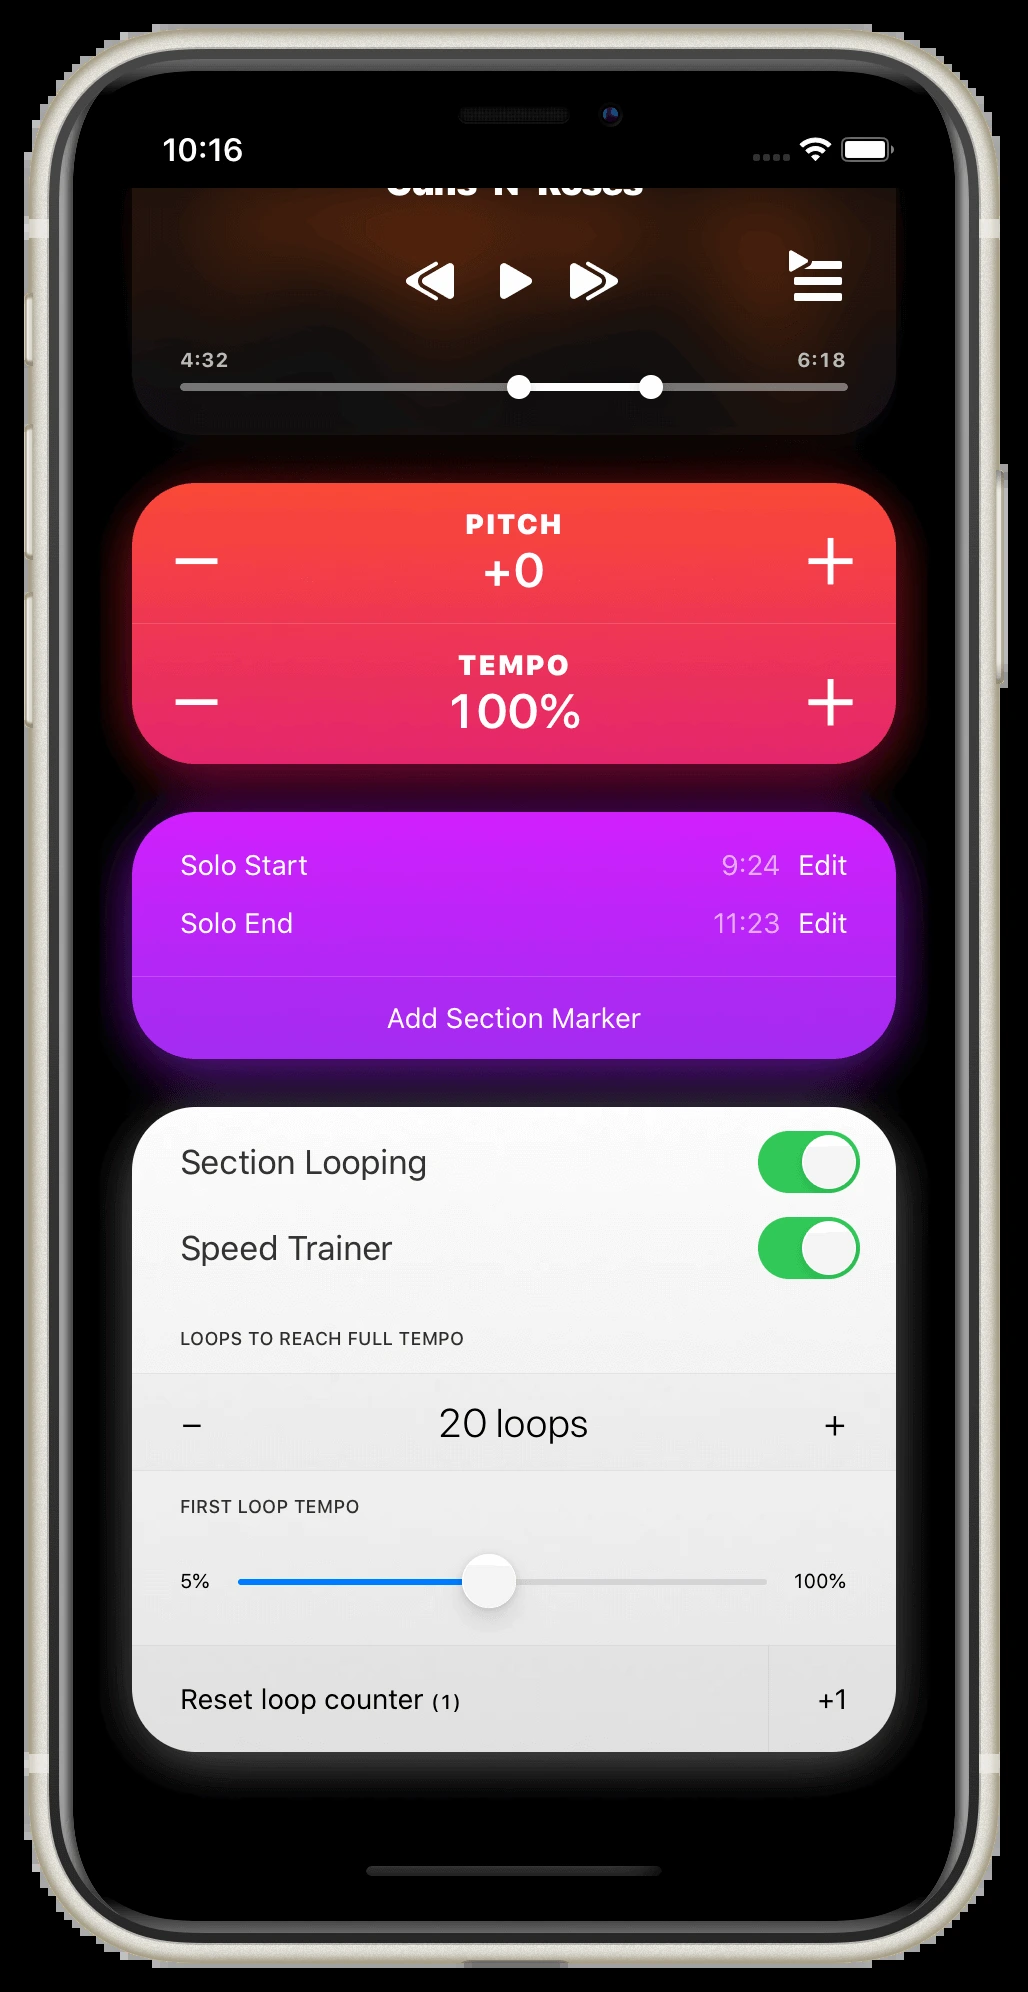 10:16
Guns N' Roses
4:32 6:18
PITCH
+0
TEMPO
100%
Solo Start 9:24 Edit
Solo End 11:23 Edit
Add Section Marker
Section Looping
Speed Trainer
LOOPS TO REACH FULL TEMPO
− 20 loops +
FIRST LOOP TEMPO
5% 100%
Reset loop counter (1) +1